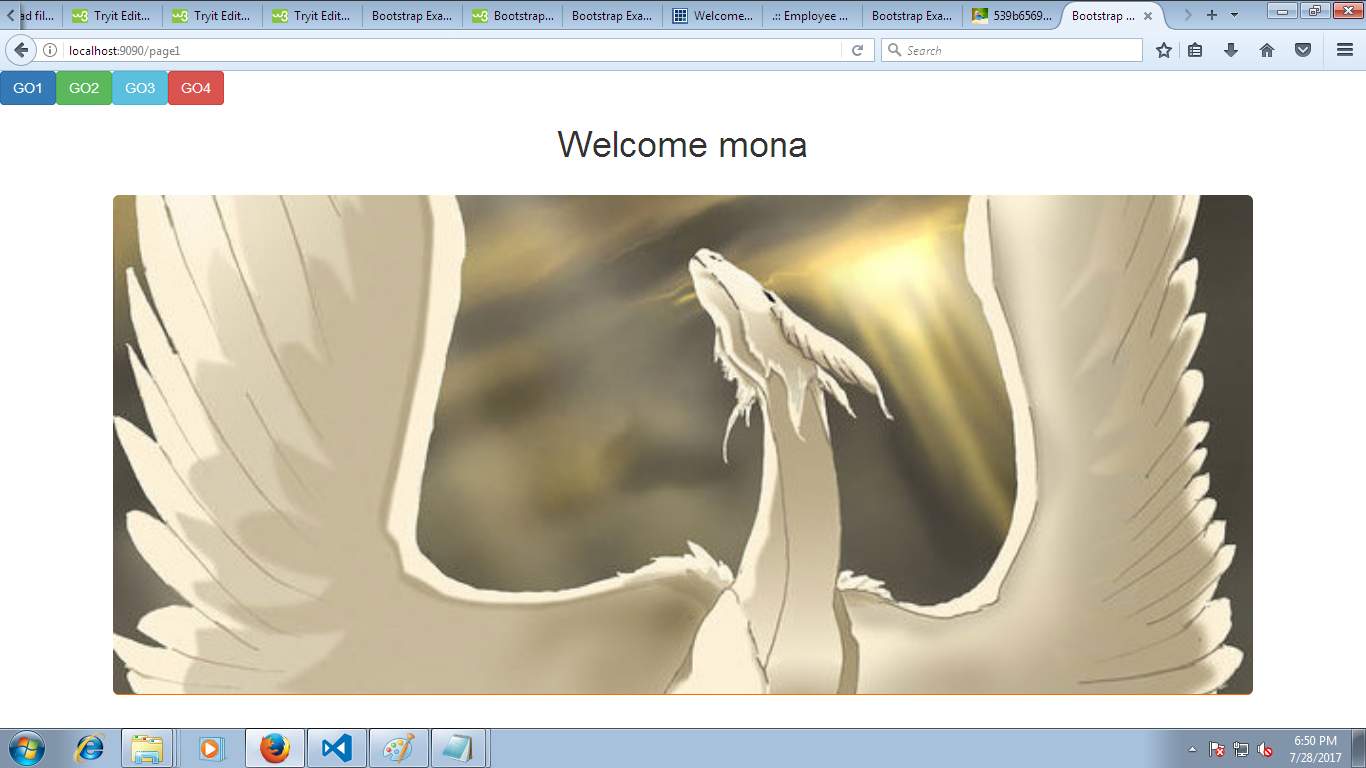 ad fil...
Tryit Edit...
Tryit Edit...
Tryit Edit...
Bootstrap Exa...
Bootstrap...
Bootstrap Exa...
Welcome...
.:: Employee ...
Bootstrap Exa...
539b6569...
Bootstrap ...
localhost:9090/page1
Search
GO1 GO2 GO3 GO4
Welcome mona
6:50 PM
7/28/2017